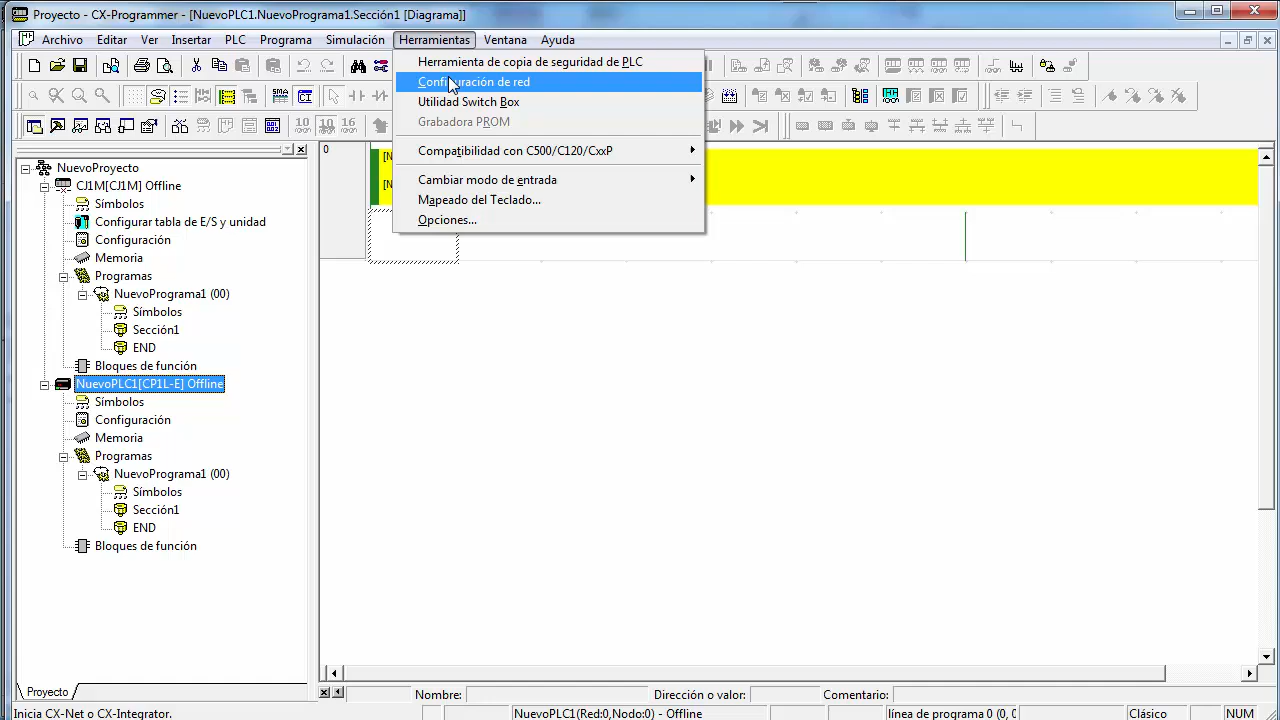 Proyecto - CX-Programmer - [NuevoPLC1.NuevoPrograma1.Sección1 [Diagrama]]
Archivo Editar Ver Insertar PLC Programa Simulación Herramientas Ventana Ayuda
Herramienta de copia de seguridad de PLC
Configuración de red
Utilidad Switch Box
Grabadora PROM
Compatibilidad con C500/C120/CxxP
Cambiar modo de entrada
Mapeado del Teclado...
Opciones...
SMA
10 10 16
NuevoProyecto
CJ1M[CJ1M] Offline
Símbolos
Configurar tabla de E/S y unidad
Configuración
Memoria
Programas
NuevoPrograma1 (00)
Símbolos
Sección1
END
Bloques de función
NuevoPLC1[CP1L-E] Offline
Símbolos
Configuración
Memoria
Programas
NuevoPrograma1 (00)
Símbolos
Sección1
END
Bloques de función
0
[N
[N
Proyecto
Nombre: Dirección o valor: Comentario:
Inicia CX-Net o CX-Integrator. NuevoPLC1(Red:0,Nodo:0) - Offline línea de programa 0 (0, 0 Clásico NUM